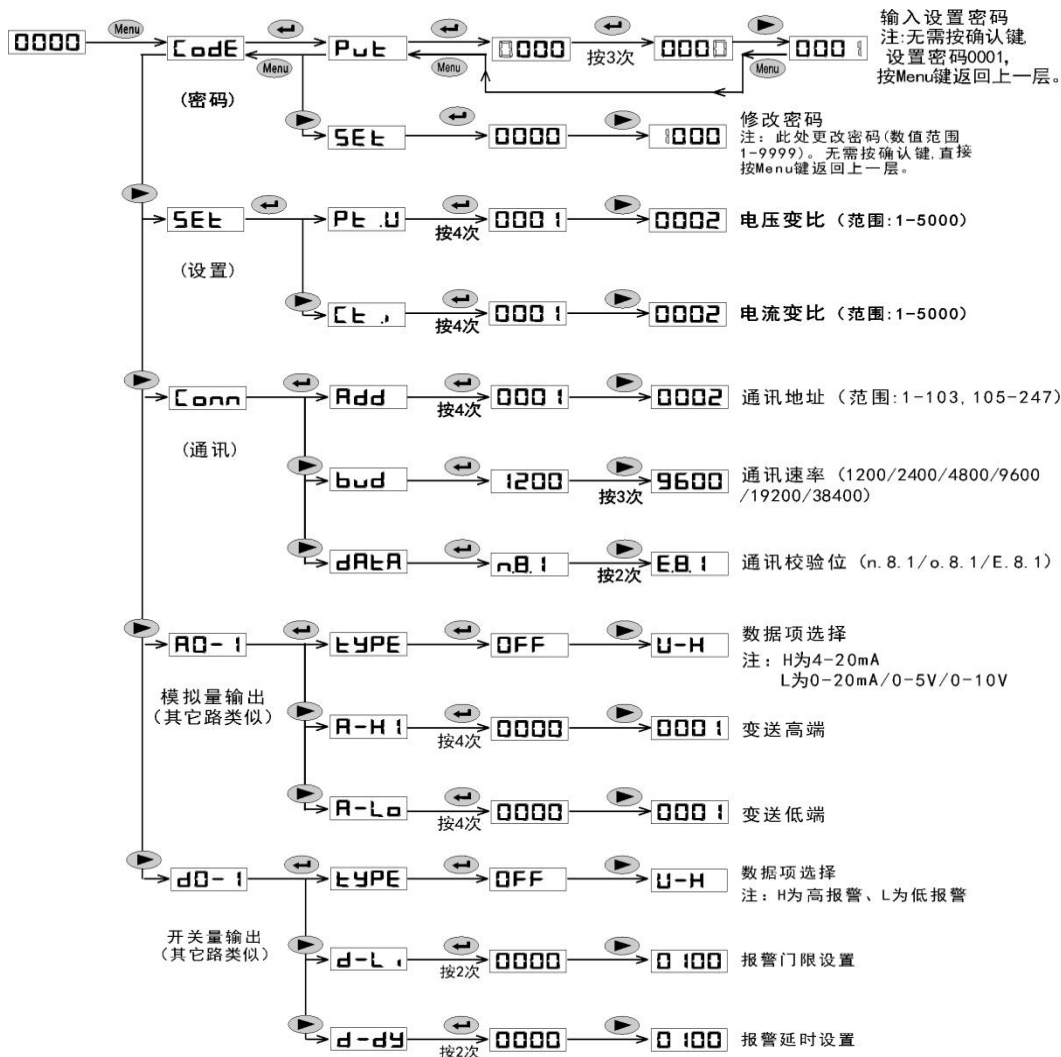 0000 Menu CodE Put 0000 按3次 0000 0001
Menu Menu Menu
(密码)
输入设置密码
注:无需按确认键,
设置密码0001,
按Menu键返回上一层。
SEt 0000 1000
修改密码
注: 此处更改密码(数值范围
1-9999)。无需按确认键,直接
按Menu键返回上一层。
SEt Pt.U 按4次 0001 0002 电压变比 (范围:1-5000)
(设置)
Ct.i 按4次 0001 0002 电流变比 (范围:1-5000)
Conn Add 按4次 0001 0002 通讯地址 (范围:1-103, 105-247)
(通讯)
bud 1200 按3次 9600 通讯速率 (1200/2400/4800/9600
/19200/38400)
dAtA n.8.1 按2次 E.8.1 通讯校验位 (n.8.1/o.8.1/E.8.1)
AO-1 tYPE OFF U-H 数据项选择
注: H为4-20mA
L为0-20mA/0-5V/0-10V
模拟量输出
(其它路类似)
A-HI 按4次 0000 0001 变送高端
A-Lo 按4次 0000 0001 变送低端
dO-1 tYPE OFF U-H 数据项选择
注: H为高报警、L为低报警
开关量输出
(其它路类似)
d-Li 按2次 0000 0100 报警门限设置
d-dY 按2次 0000 0100 报警延时设置